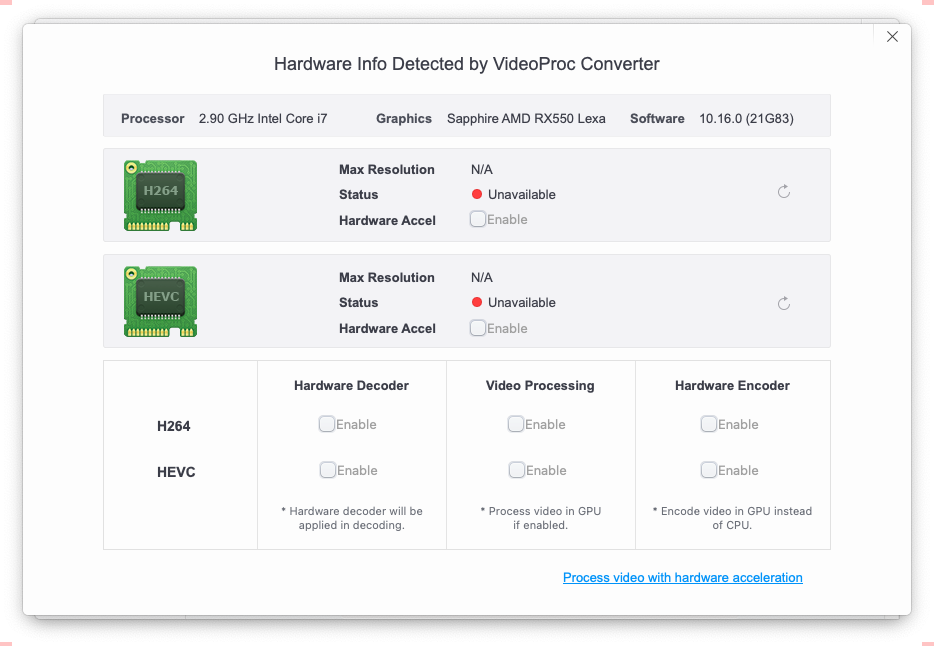 Hardware Info Detected by VideoProc Converter
Processor 2.90 GHz Intel Core i7 Graphics Sapphire AMD RX550 Lexa Software 10.16.0 (21G83)
H264
Max Resolution N/A
Status Unavailable
Hardware Accel Enable
HEVC
Max Resolution N/A
Status Unavailable
Hardware Accel Enable
Hardware Decoder Video Processing Hardware Encoder
H264 Enable Enable Enable
HEVC Enable Enable Enable
* Hardware decoder will be * Process video in GPU * Encode video in GPU instead
applied in decoding. if enabled. of CPU.
Process video with hardware acceleration